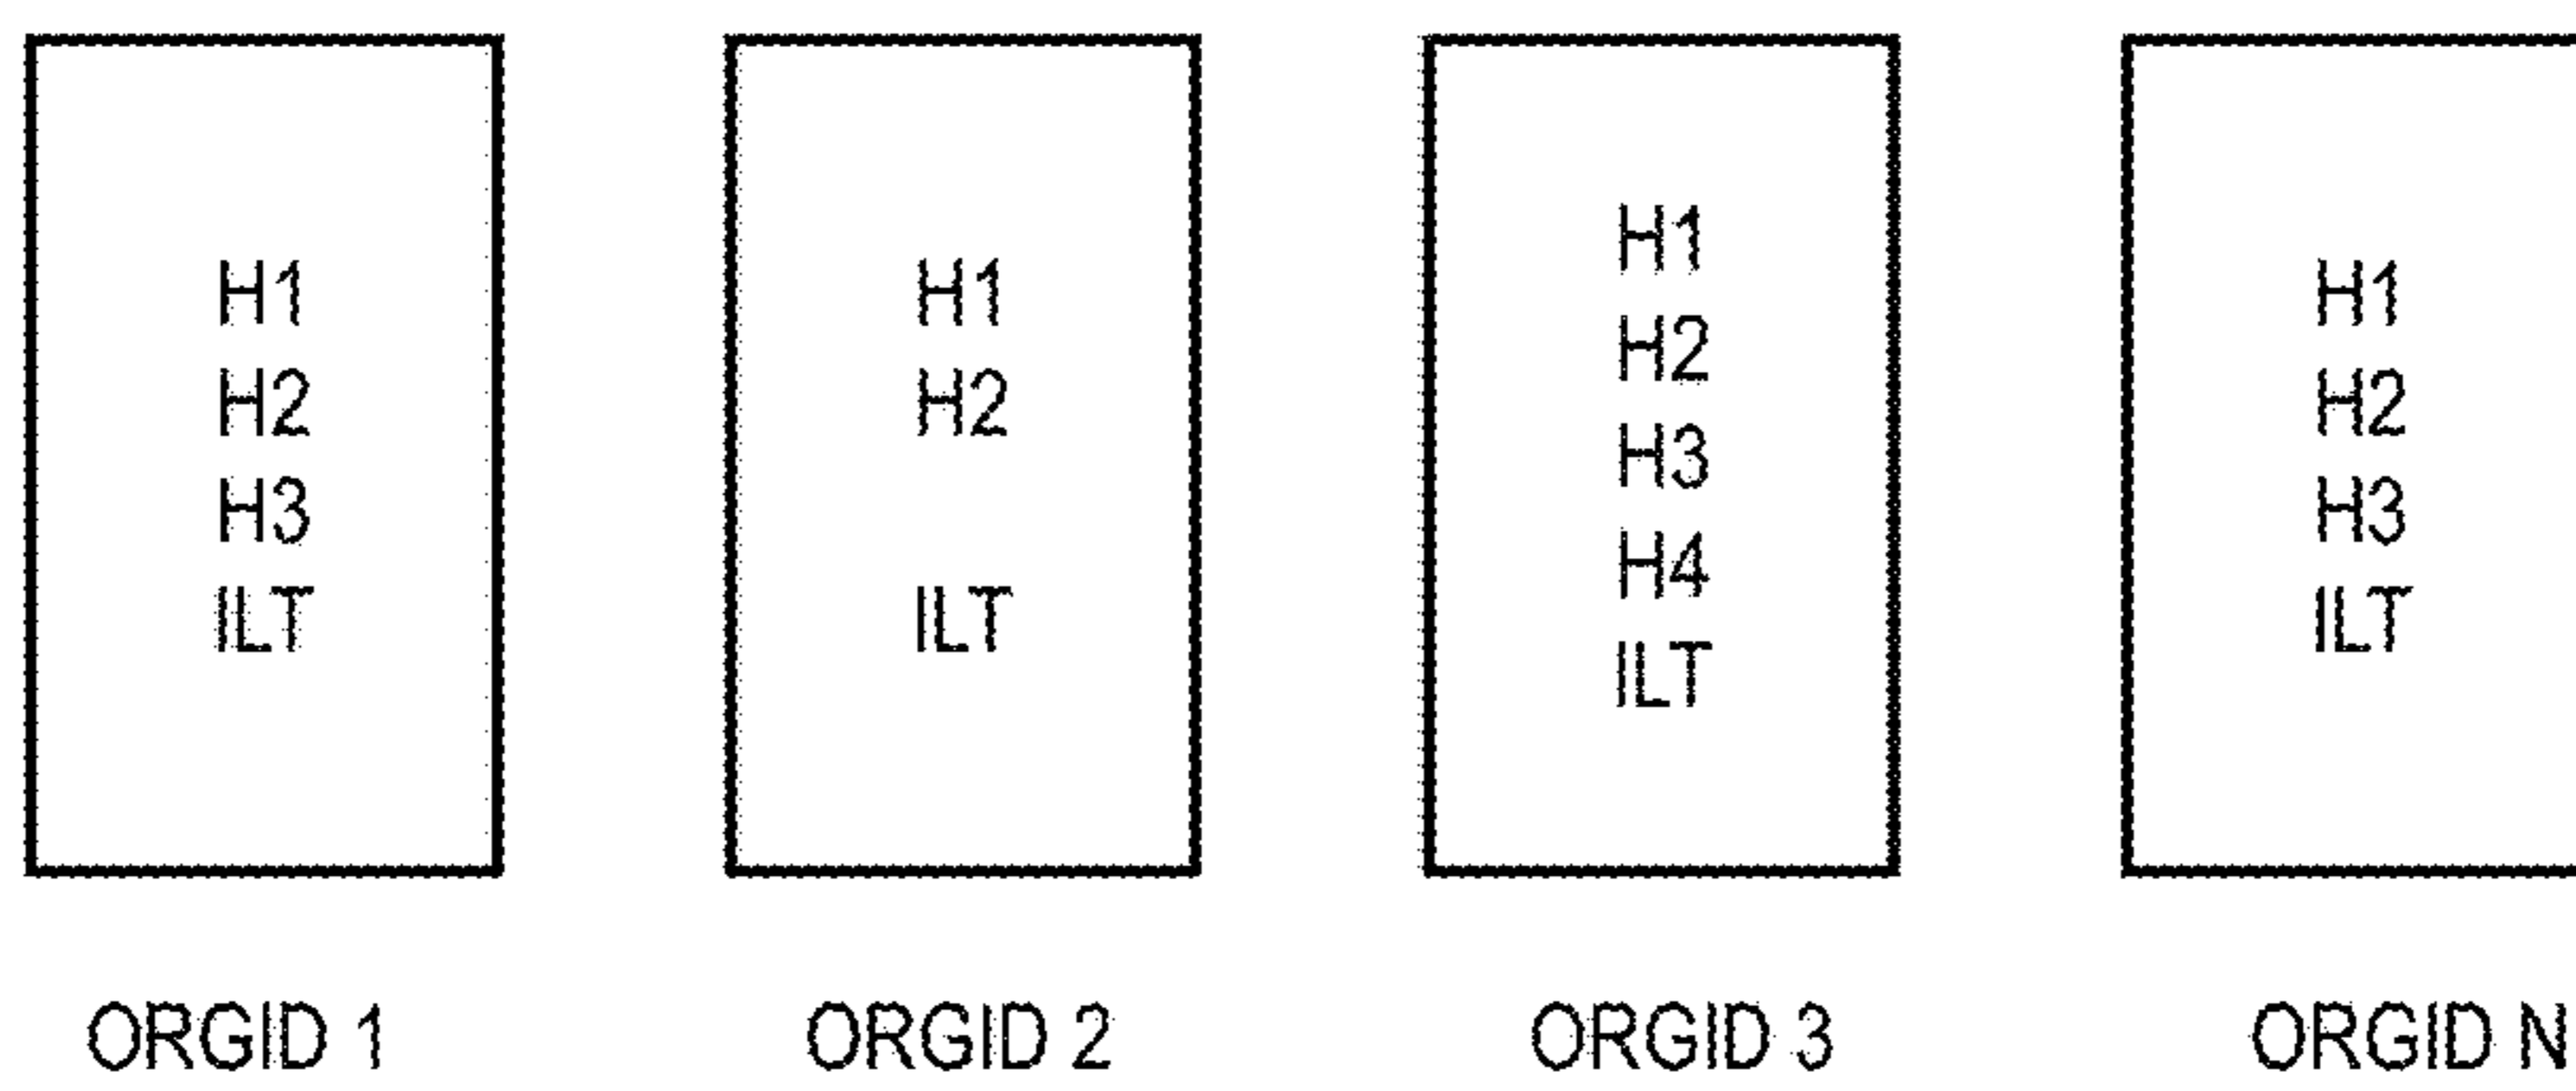 H1
H2
H3
ILT
ORGID 1
H1
H2
ILT
ORGID 2
H1
H2
H3
H4
ILT
ORGID 3
H1
H2
H3
ILT
ORGID N